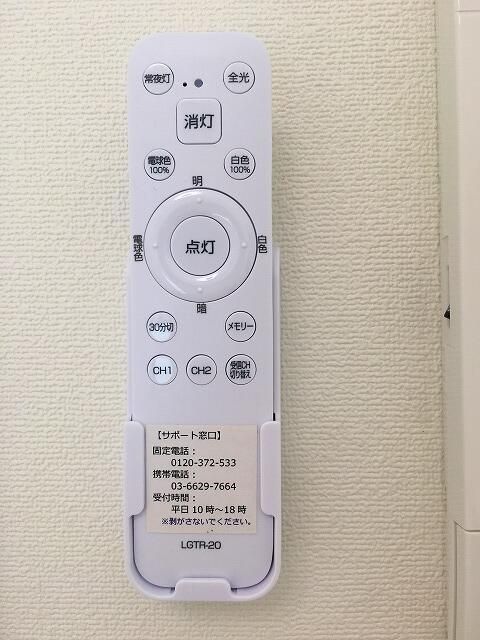 常夜灯
全光
消灯
電球色
100%
白色
100%
明
電球色
点灯
白色
暗
30分切
メモリー
CH1
CH2
受信CH
切り替え
【サポート窓口】
固定電話：
0120-372-533
携帯電話：
03-6629-7664
受付時間：
平日10時～18時
※剥がさないでください。
LGTR-20